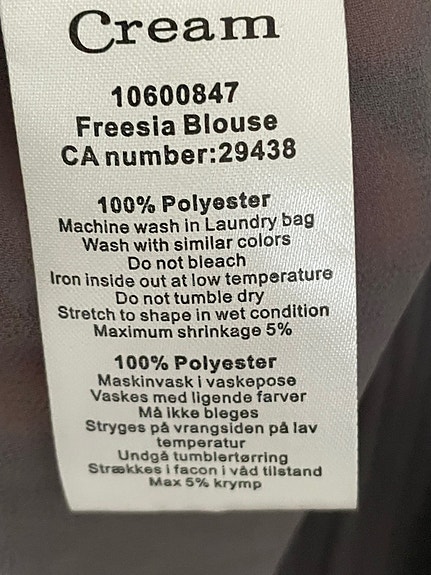 Cream
10600847
Freesia Blouse
CA number:29438
100% Polyester
Machine wash in Laundry bag
Wash with similar colors
Do not bleach
Iron inside out at low temperature
Do not tumble dry
Stretch to shape in wet condition
Maximum shrinkage 5%
100% Polyester
Maskinvask i vaskepose
Vaskes med ligende farver
Må ikke bleges
Stryges på vrangsiden på lav
temperatur
Undgå tumblertørring
Strækkes i facon i våd tilstand
Max 5% krymp